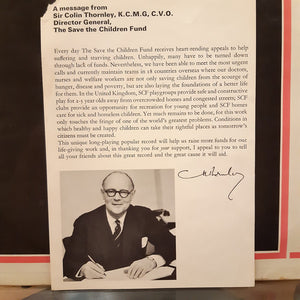 A message from
Sir Colin Thornley, K.C.M.G, C.V.O.
Director General,
The Save the Children Fund
Every day The Save the Children Fund receives heart-rending appeals to help
suffering and starving children. Unhappily, many have to be turned down
through lack of funds. Nevertheless, we have been able to meet the most urgent
calls and currently maintain teams in 18 countries overseas where our doctors,
nurses and welfare workers are not only saving children from the scourge of
hunger, disease and poverty, but are also laying the foundations of a better life
for them. In the United Kingdom, SCF playgroups provide safe and constructive
play for 2-5 year olds away from overcrowded homes and congested streets; SCF
clubs provide an opportunity for recreation for young people and SCF homes
care for sick and homeless children. Yet much remains to be done, for this work
only touches the fringe of one of the world's greatest problems. Conditions in
which healthy and happy children can take their rightful places as tomorrow's
citizens must be created.
This unique long-playing popular record will help us raise more funds for our
life-giving work and, in thanking you for your support, I appeal to you to tell
all your friends about this great record and the great cause it will aid.